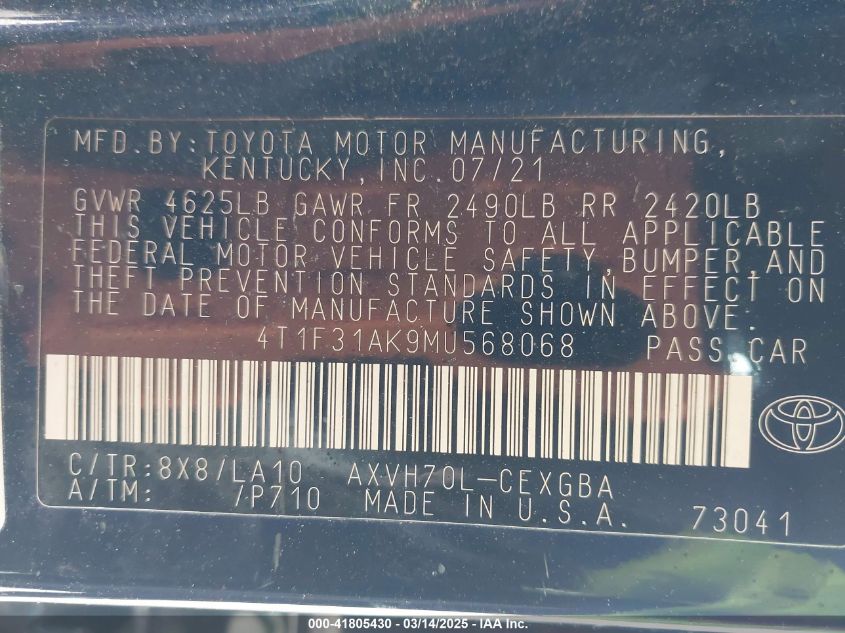 MFD.BY:TOYOTA MOTOR MANUFACTURING,
KENTUCKY,INC.07/21
GVWR 4625LB GAWR FR 2490LB RR 2420LB
THIS VEHICLE CONFORMS TO ALL APPLICABLE
FEDERAL MOTOR VEHICLE SAFETY,BUMPER,AND
THEFT PREVENTION STANDARDS IN EFFECT ON
THE DATE OF MANUFACTURE SHOWN ABOVE.
4T1F31AK9MU568068 PASS.CAR
C/TR:8X8/LA10 AXVH70L-CEXGBA
A/TM: /P710 MADE IN U.S.A. 73041
000-41805430 - 03/14/2025 - IAA Inc.